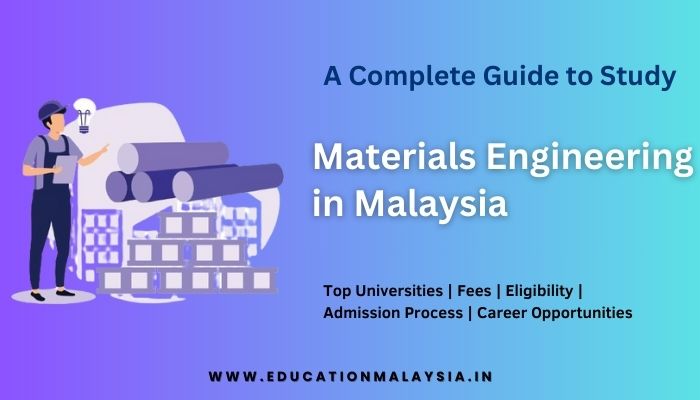 A Complete Guide to Study
Materials Engineering
in Malaysia
Top Universities | Fees | Eligibility |
Admission Process | Career Opportunities
WWW.EDUCATIONMALAYSIA.IN